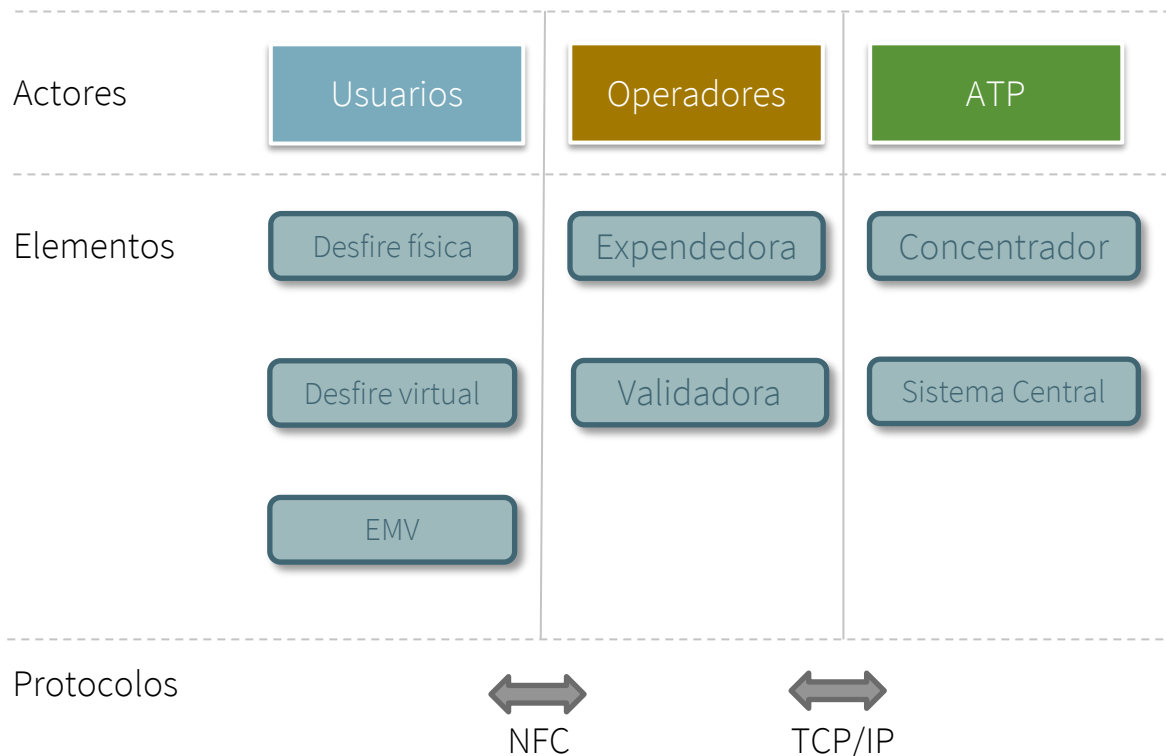 Actores
Usuarios
Operadores
ATP
Elementos
Desfire física
Expendedora
Concentrador
Desfire virtual
Validadora
Sistema Central
EMV
Protocolos
NFC
TCP/IP